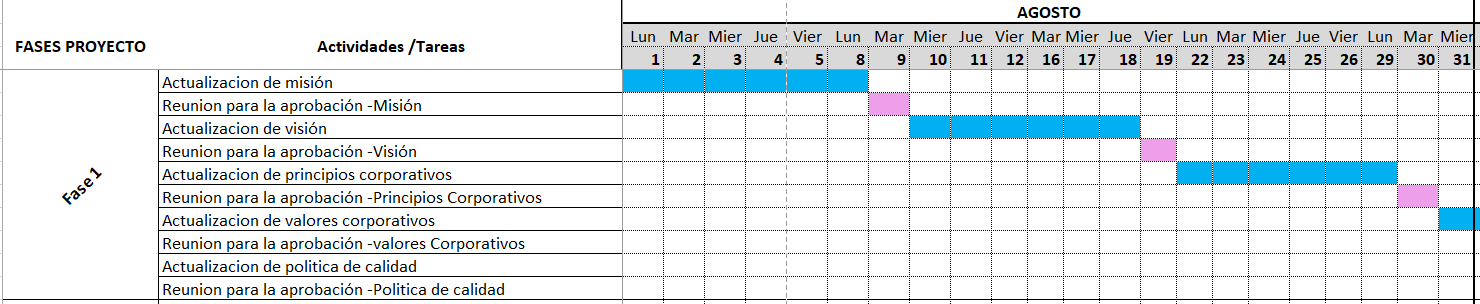 AGOSTO
FASES PROYECTO Actividades /Tareas
Lun Mar Mier Jue Vier Lun Mar Mier Jue Vier Mar Mier Jue Vier Lun Mar Mier Jue Vier Lun Mar Mier
1 2 3 4 5 8 9 10 11 12 16 17 18 19 22 23 24 25 26 29 30 31
Fase 1
Actualizacion de misión
Reunion para la aprobación -Misión
Actualizacion de visión
Reunion para la aprobación -Visión
Actualizacion de principios corporativos
Reunion para la aprobación -Principios Corporativos
Actualizacion de valores corporativos
Reunion para la aprobación -valores Corporativos
Actualizacion de politica de calidad
Reunion para la aprobación -Politica de calidad